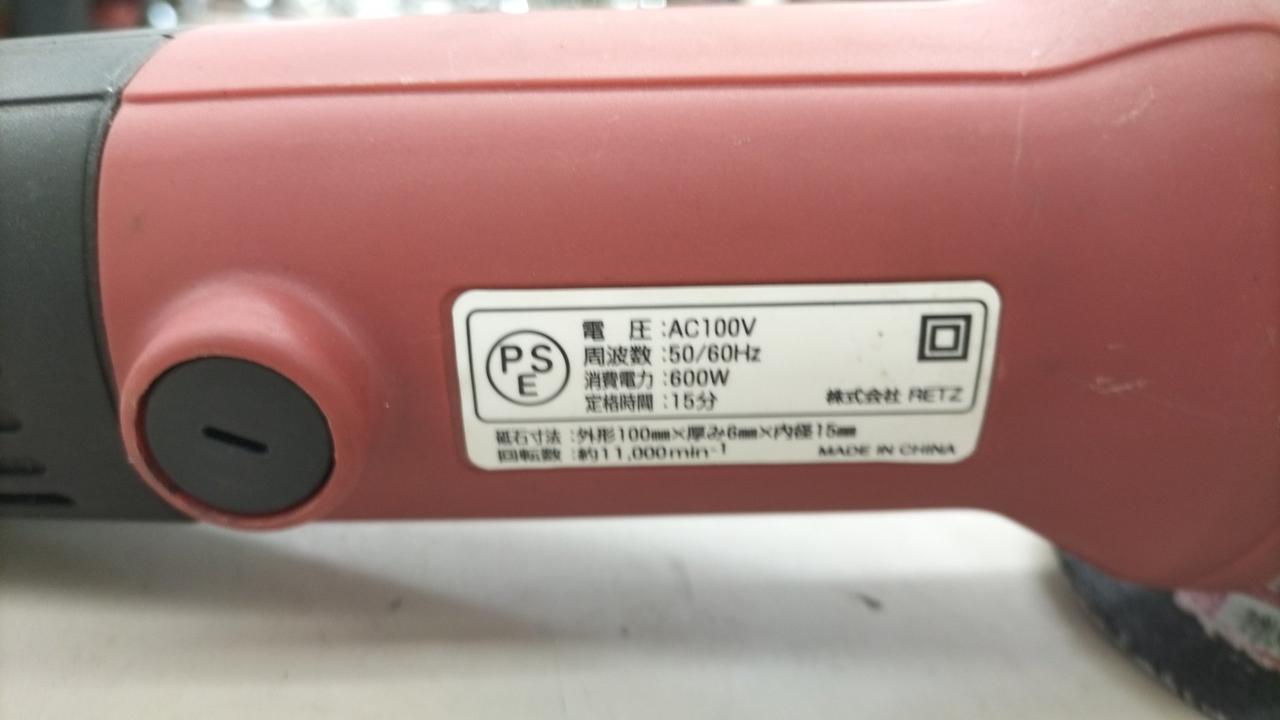 PSE
電 圧:AC100V
周波数:50/60Hz
消費電力:600W
定格時間:15分
株式会社 RETZ
砥石寸法:外形100mm×厚み6mm×内径15mm
回転数:約11,000min-1
MADE IN CHINA